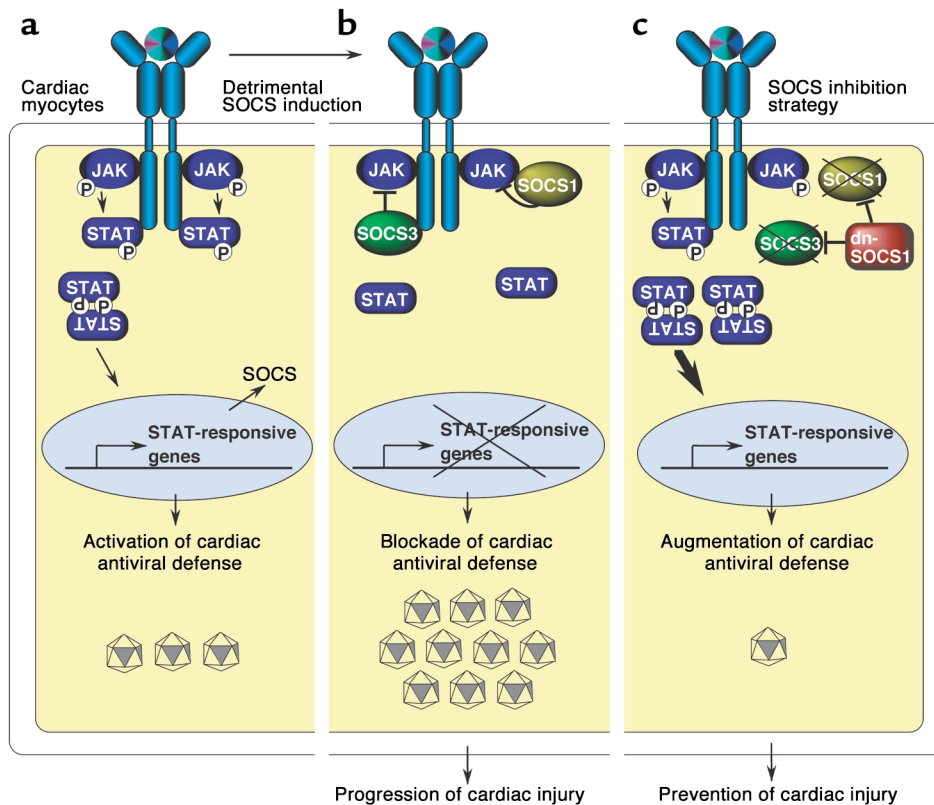 a
Cardiac
myocytes
Detrimental
SOCS induction
JAK
JAK
P
P
STAT
STAT
P
P
STAT
P
P
STAT
SOCS
STAT-responsive
genes
Activation of cardiac
antiviral defense
b
JAK
JAK
SOCS1
SOCS3
STAT
STAT
STAT-responsive
genes
Blockade of cardiac
antiviral defense
Progression of cardiac injury
c
SOCS inhibition
strategy
JAK
JAK
P
P
SOCS1
STAT
P
SOCS3
dn-
SOCS1
STAT
P
P
STAT
STAT
P
P
STAT
STAT-responsive
genes
Augmentation of cardiac
antiviral defense
Prevention of cardiac injury